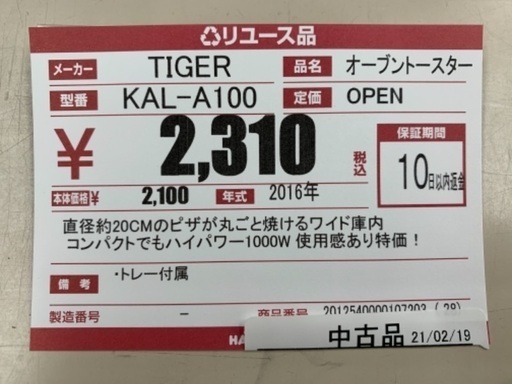 リユース品
メーカー TIGER 品名 オーブントースター
型番 KAL-A100 定価 OPEN
¥ 2,310 税込 保証期間
10日以内返金
本体価格¥ 2,100 年式 2016年
直径約20CMのピザが丸ごと焼けるワイド庫内
コンパクトでもハイパワー1000W 使用感あり特価！
備考 ・トレー付属
製造番号 － 商品番号 2012540000107203
中古品 21/02/19